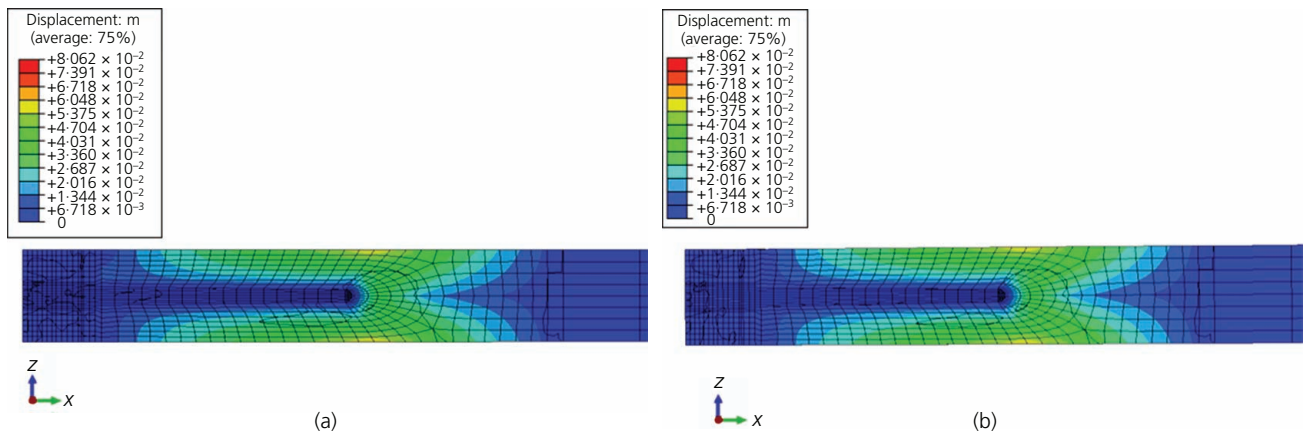 Displacement: m
(average: 75%)
+8·062 × 10⁻²
+7·391 × 10⁻²
+6·718 × 10⁻²
+6·048 × 10⁻²
+5·375 × 10⁻²
+4·704 × 10⁻²
+4·031 × 10⁻²
+3·360 × 10⁻²
+2·687 × 10⁻²
+2·016 × 10⁻²
+1·344 × 10⁻²
+6·718 × 10⁻³
0
Z
X
(a)
Displacement: m
(average: 75%)
+8·062 × 10⁻²
+7·391 × 10⁻²
+6·718 × 10⁻²
+6·048 × 10⁻²
+5·375 × 10⁻²
+4·704 × 10⁻²
+4·031 × 10⁻²
+3·360 × 10⁻²
+2·687 × 10⁻²
+2·016 × 10⁻²
+1·344 × 10⁻²
+6·718 × 10⁻³
0
Z
X
(b)